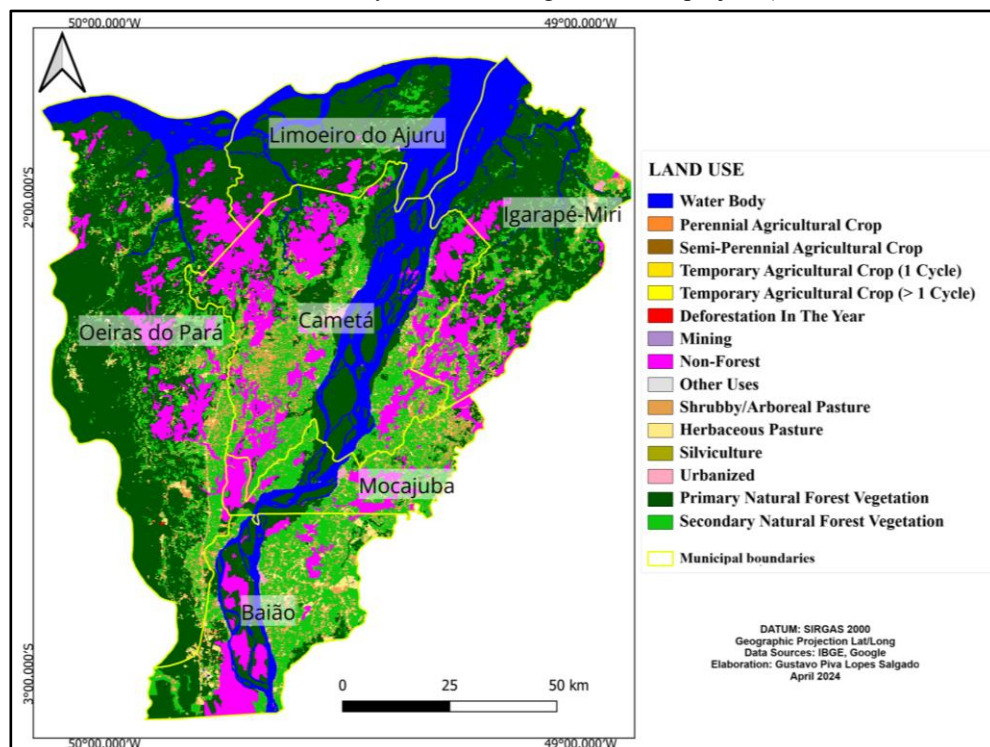 50°00.000'W
49°00.000'W
2°00.000'S
3°00.000'S
Limoeiro do Ajuru
Igarapé-Miri
Cametá
Oeiras do Pará
Mocajuba
Baião
0 25 50 km
50°00.000'W
49°00.000'W
LAND USE
Water Body
Perennial Agricultural Crop
Semi-Perennial Agricultural Crop
Temporary Agricultural Crop (1 Cycle)
Temporary Agricultural Crop (> 1 Cycle)
Deforestation In The Year
Mining
Non-Forest
Other Uses
Shrubby/Arboreal Pasture
Herbaceous Pasture
Silviculture
Urbanized
Primary Natural Forest Vegetation
Secondary Natural Forest Vegetation
Municipal boundaries
DATUM: SIRGAS 2000
Geographic Projection Lat/Long
Data Sources: IBGE, Google
Elaboration: Gustavo Piva Lopes Salgado
April 2024